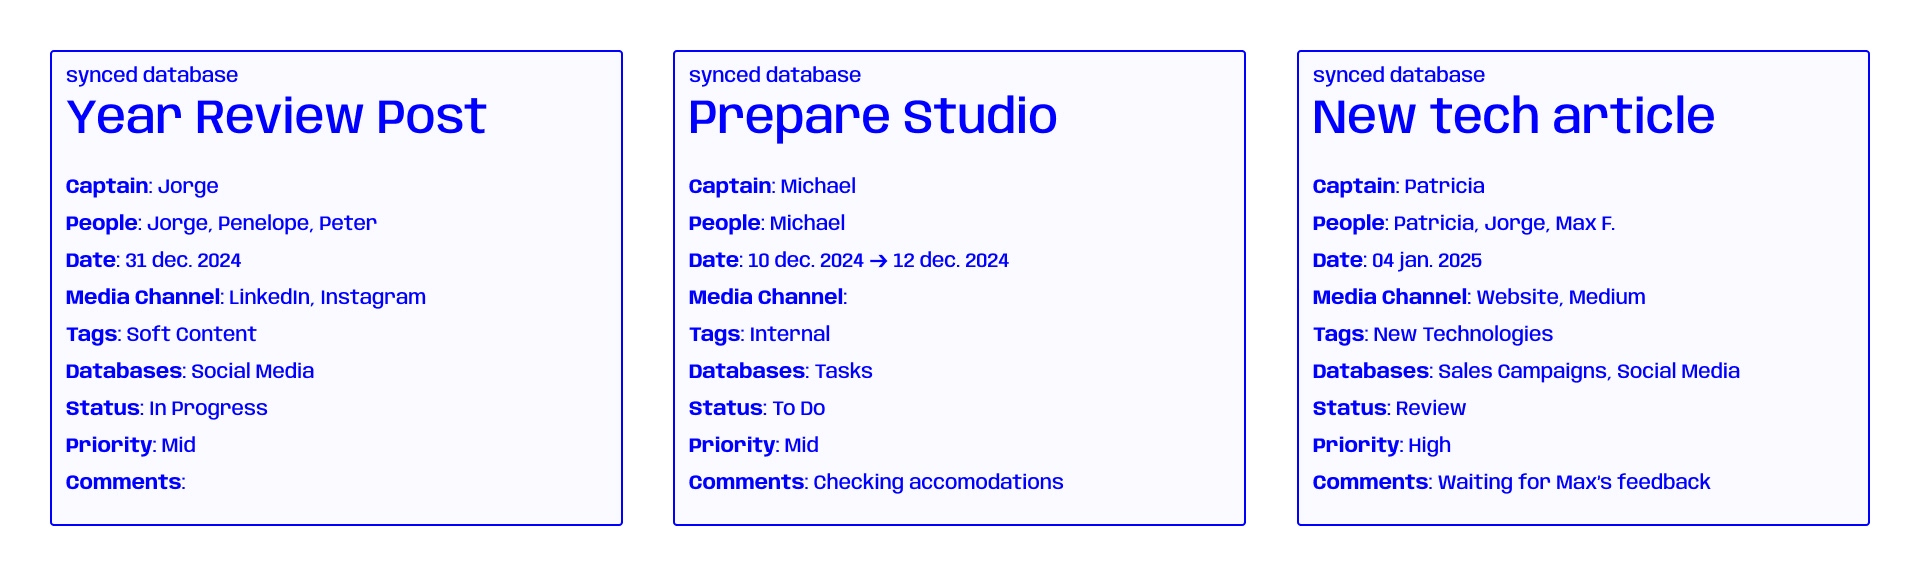 synced database
Year Review Post
Captain: Jorge
People: Jorge, Penelope, Peter
Date: 31 dec. 2024
Media Channel: LinkedIn, Instagram
Tags: Soft Content
Databases: Social Media
Status: In Progress
Priority: Mid
Comments:
synced database
Prepare Studio
Captain: Michael
People: Michael
Date: 10 dec. 2024 → 12 dec. 2024
Media Channel:
Tags: Internal
Databases: Tasks
Status: To Do
Priority: Mid
Comments: Checking accomodations
synced database
New tech article
Captain: Patricia
People: Patricia, Jorge, Max F.
Date: 04 jan. 2025
Media Channel: Website, Medium
Tags: New Technologies
Databases: Sales Campaigns, Social Media
Status: Review
Priority: High
Comments: Waiting for Max's feedback